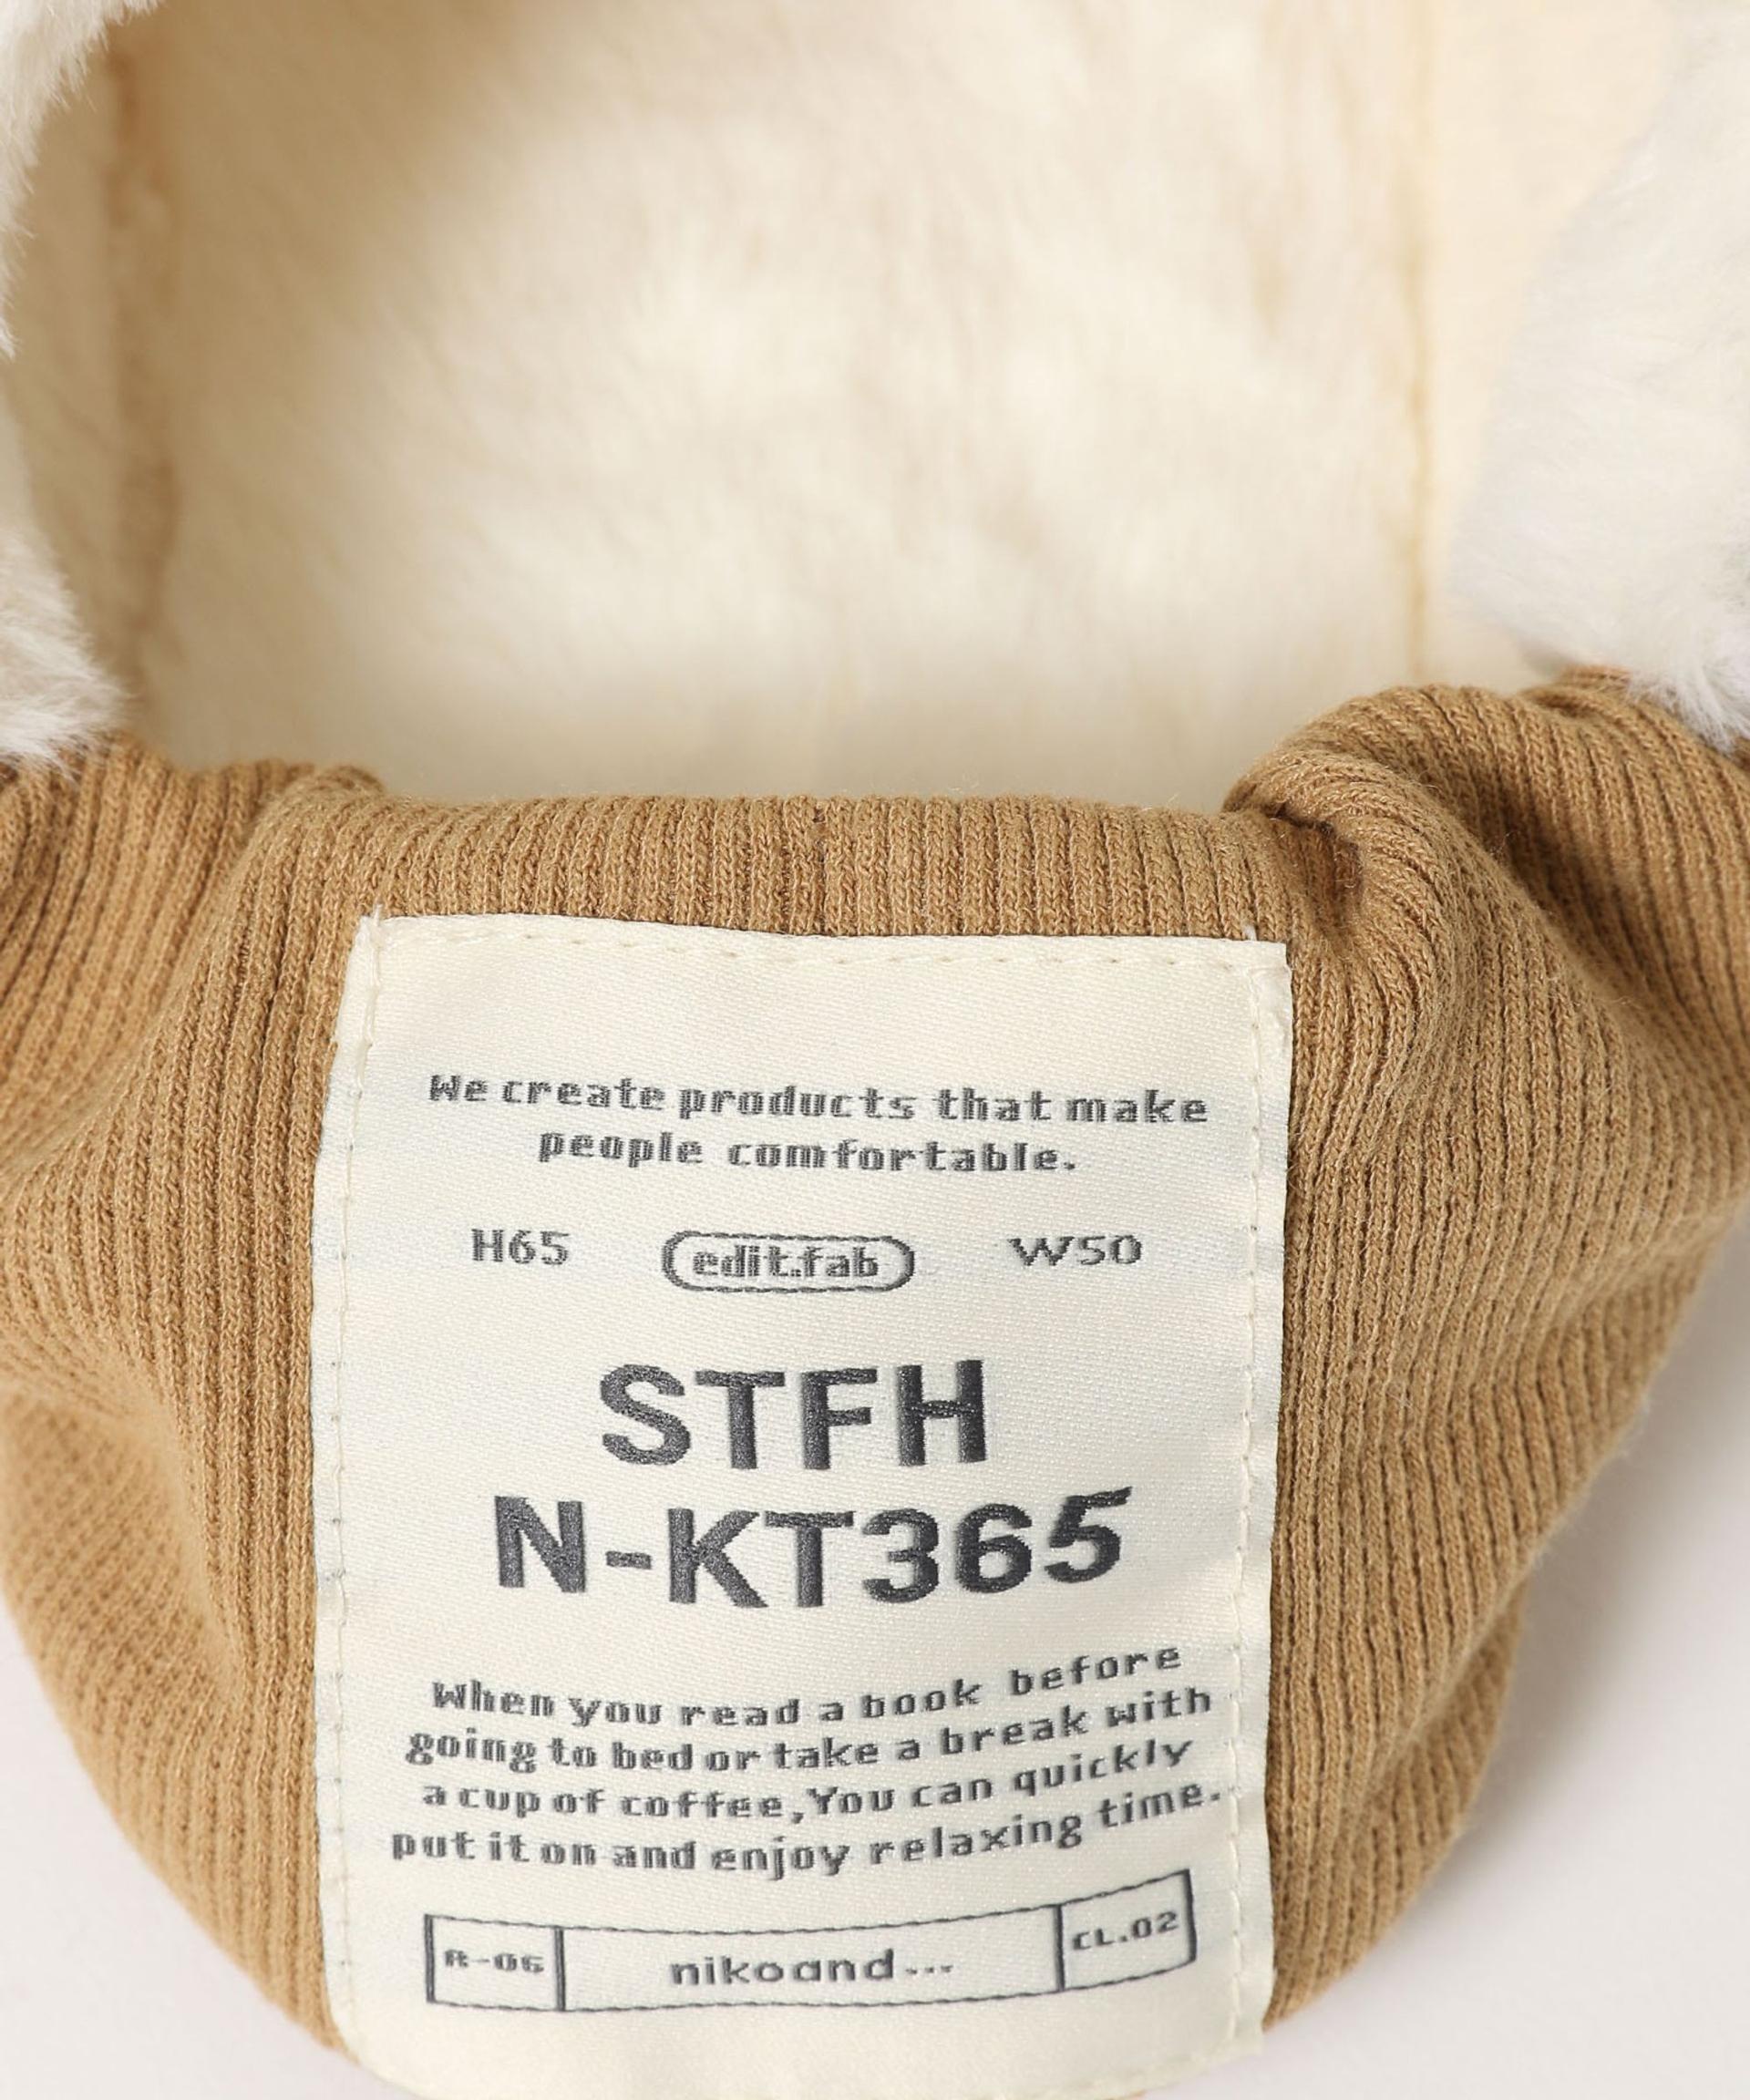 We create products that make
people comfortable.
H65 edit.fab W50
STFH
N-KT365
When you read a book before
going to bed or take a break with
a cup of coffee,You can quickly
put it on and enjoy relaxing time.
R-06 nikoand... CL.02